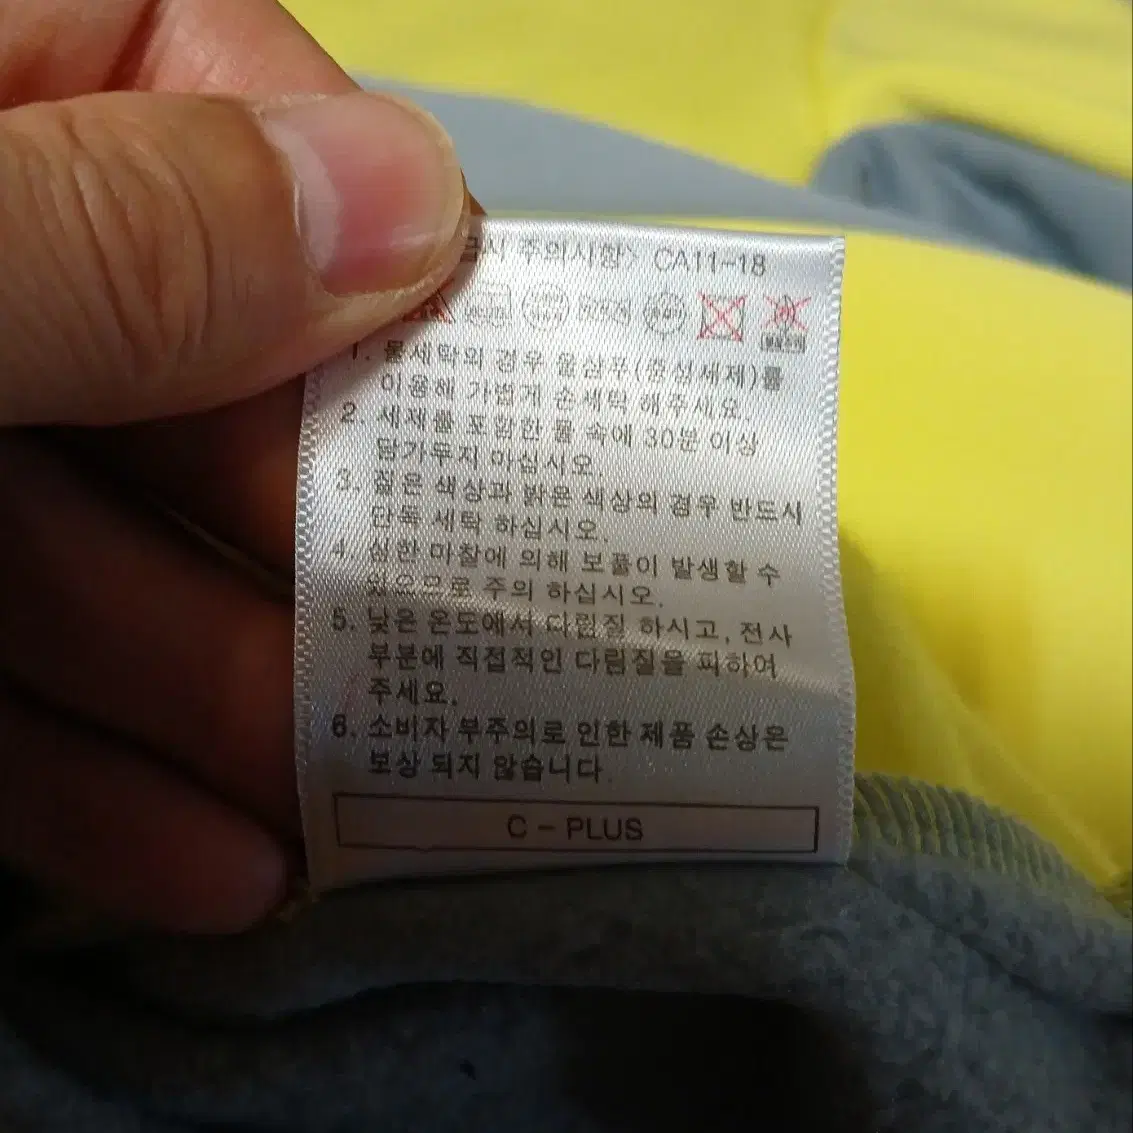 급시 주의사항> CA11-18
1. 물세탁의 경우 울샴푸(중성세제)를
이용해 가볍게 손세탁 해주세요
2. 세제를 포함한 물 속에 30분 이상
담가두지 마십시오.
3. 짙은 색상과 밝은 색상의 경우 반드시
단독 세탁 하십시오.
4. 심한 마찰에 의해 보풀이 발생할 수
있으므로 주의 하십시오.
5. 낮은 온도에서 다림질 하시고, 전사
부분에 직접적인 다림질을 피하여
주세요.
6. 소비자 부주의로 인한 제품 손상은
보상 되지 않습니다.
C - PLUS